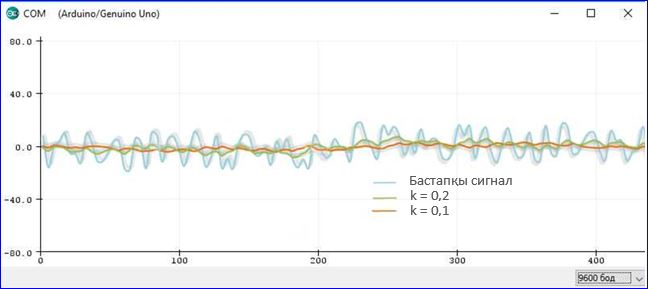 COM (Arduino/Genuino Uno)
80.0
40.0
0.0
-40.0
-80.0
0 100 200 300 400
Бастапқы сигнал
k = 0,2
k = 0,1
9600 бод